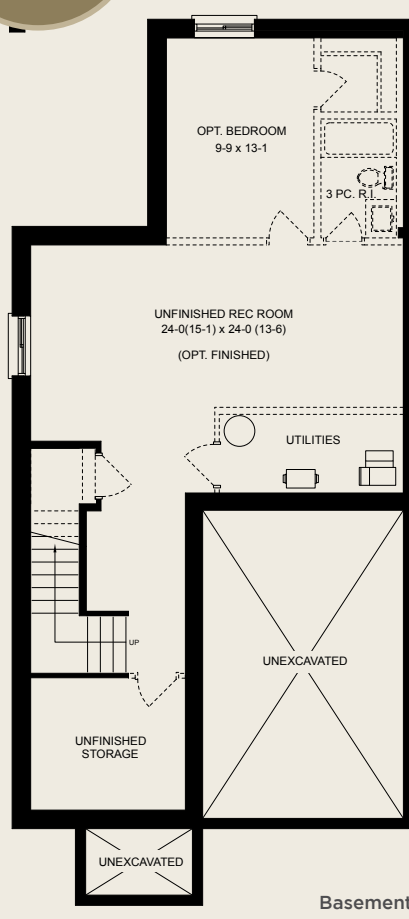 OPT. BEDROOM
9-9 x 13-1
3 PC. R.I.
UNFINISHED REC ROOM
24-0(15-1) x 24-0 (13-6)
(OPT. FINISHED)
UTILITIES
UP
UNEXCAVATED
UNFINISHED
STORAGE
UNEXCAVATED
Basement